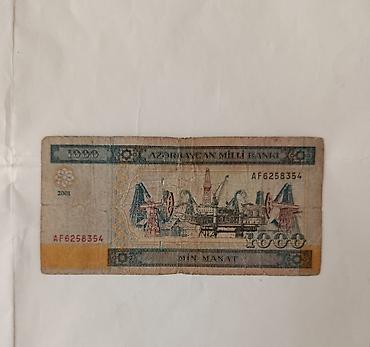 1000 AZƏRBAYCAN MİLLİ BANKI
AF6258354
2001
AF6258354
1000
MİN MANAT